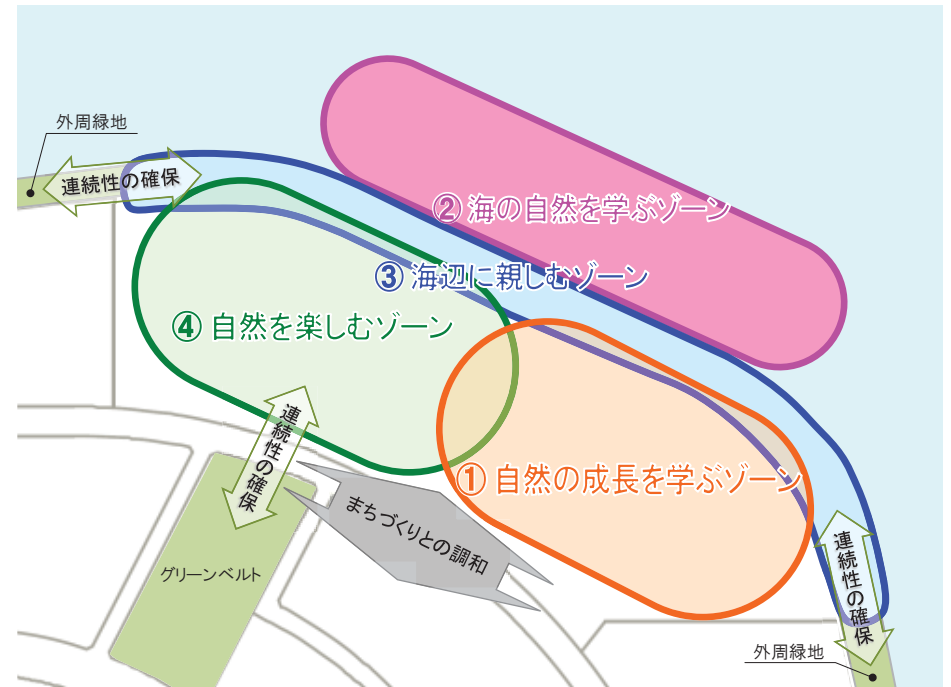 外周緑地
連続性の確保
② 海の自然を学ぶゾーン
③ 海辺に親しむゾーン
④ 自然を楽しむゾーン
連続性の確保
① 自然の成長を学ぶゾーン
まちづくりとの調和
グリーンベルト
連続性の確保
外周緑地